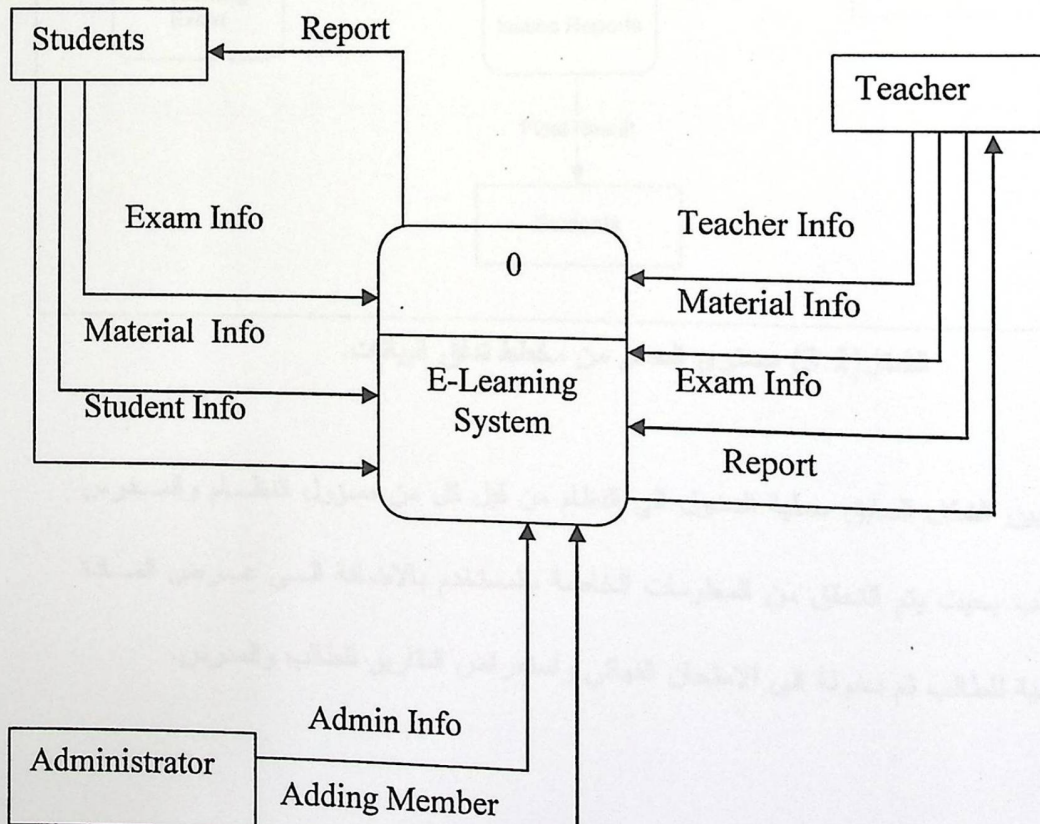 Students
Report
Teacher
Exam Info
Teacher Info
0
Material Info
Material Info
E-Learning
System
Exam Info
Student Info
Report
Admin Info
Administrator
Adding Member